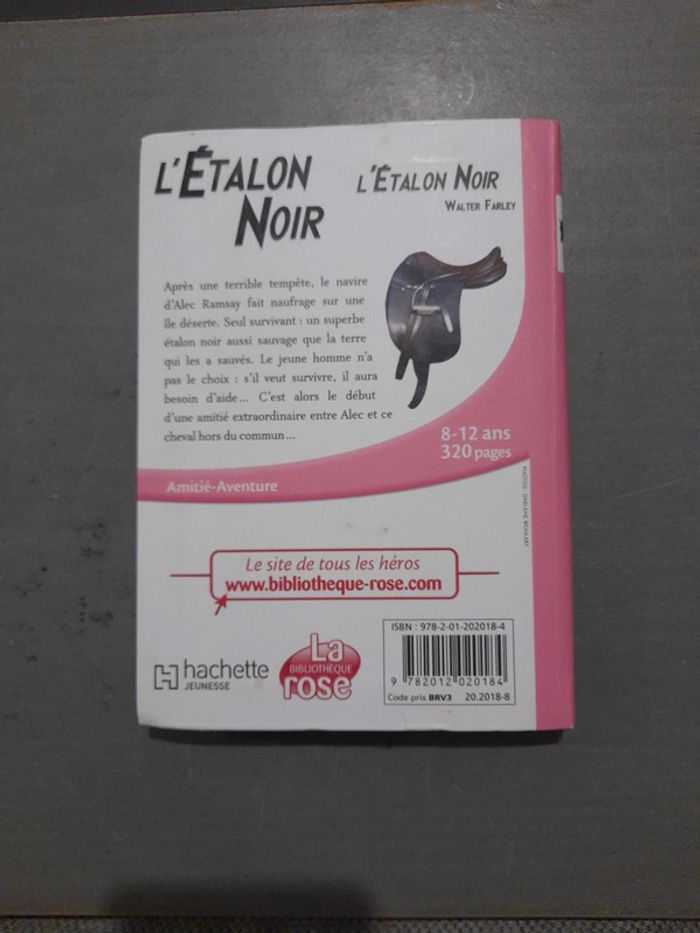 L'ÉTALON
NOIR
L'ÉTALON NOIR
WALTER FARLEY
Après une terrible tempête, le navire
d'Alec Ramsay fait naufrage sur une
île déserte. Seul survivant : un superbe
étalon noir aussi sauvage que la terre
qui les a sauvés. Le jeune homme n'a
pas le choix : s'il veut survivre, il aura
besoin d'aide... C'est alors le début
d'une amitié extraordinaire entre Alec et ce
cheval hors du commun...
8-12 ans
320 pages
Amitié-Aventure
Le site de tous les héros
www.bibliotheque-rose.com
hachette
JEUNESSE
La
BIBLIOTHÈQUE
rose
ISBN : 978-2-01-202018-4
9 782012 020184
Code prix BRV3 20.2018-8